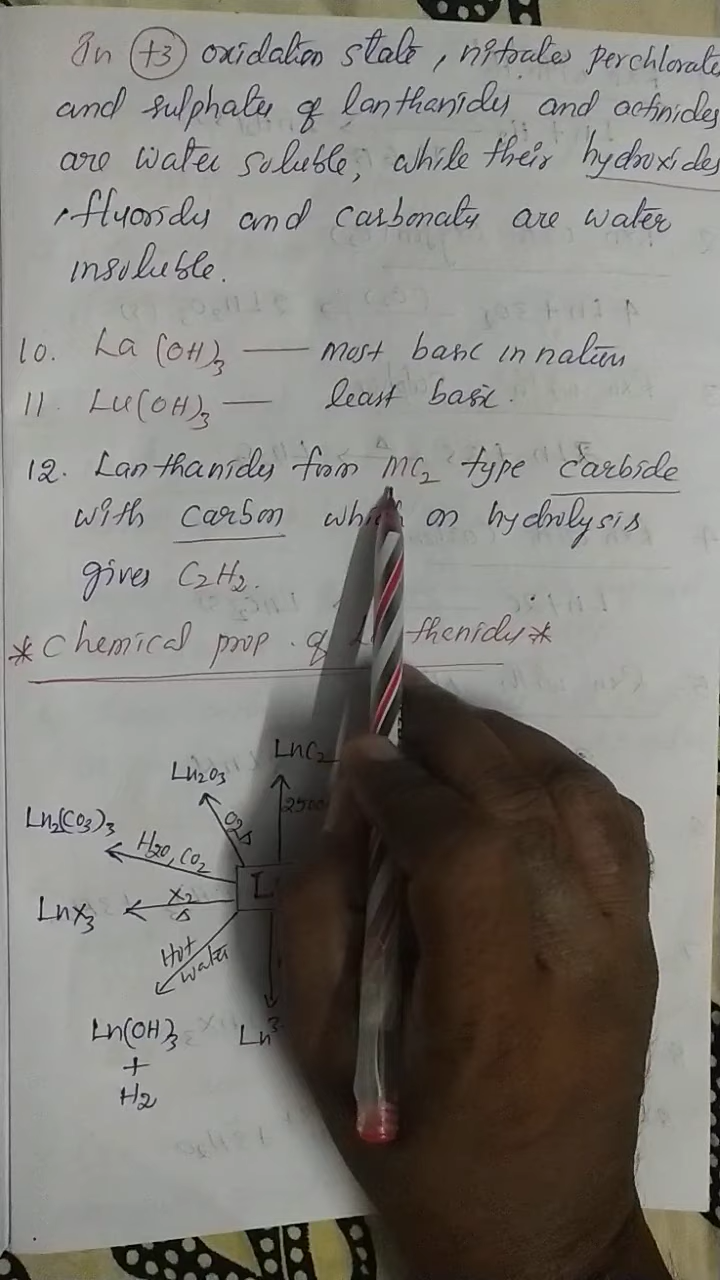 In (+3) oxidation state, nitrates perchlorate
and sulphates of lanthanides and actinides
are water soluble, while their hydroxides
, fluorides and carbonates are water
insoluble.
10. La(OH)3 — most basic in nature
11. Lu(OH)3 — least basic.
12. Lanthanides from MC2 type carbide
with carbon on hydrolysis
gives C2H2.
*Chemical prop. of *
LnC2
Ln2O3
2500
O2 Δ
Ln2(CO3)3
H2O, CO2
LnX3
X2
Δ
Hot
water
Ln(OH)3
+
H2